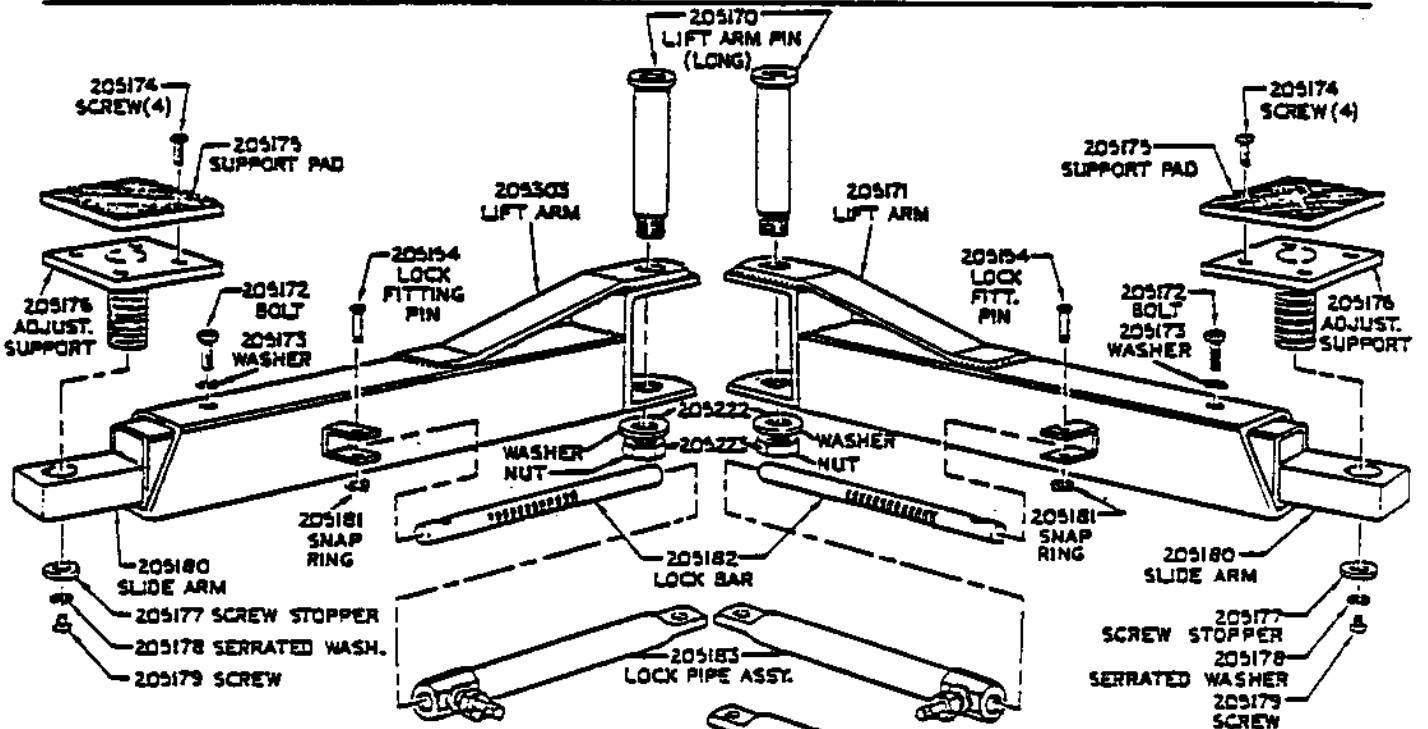 205170
LIFT ARM PIN
(LONG)
205174
SCREW(4)
205175
SUPPORT PAD
205303
LIFT ARM
205171
LIFT ARM
205174
SCREW(4)
205175
SUPPORT PAD
205176
ADJUST.
SUPPORT
205172
BOLT
205173
WASHER
205154
LOCK
FITTING
PIN
205154
LOCK
FITT.
PIN
205172
BOLT
205173
WASHER
205176
ADJUST.
SUPPORT
205222
WASHER
205223
NUT
WASHER
NUT
205181
SNAP
RING
205182
LOCK BAR
205181
SNAP
RING
205180
SLIDE ARM
205180
SLIDE ARM
205177 SCREW STOPPER
205178 SERRATED WASH.
205179 SCREW
205183
LOCK PIPE ASSY.
205177
SCREW STOPPER
205178
SERRATED WASHER
205179
SCREW